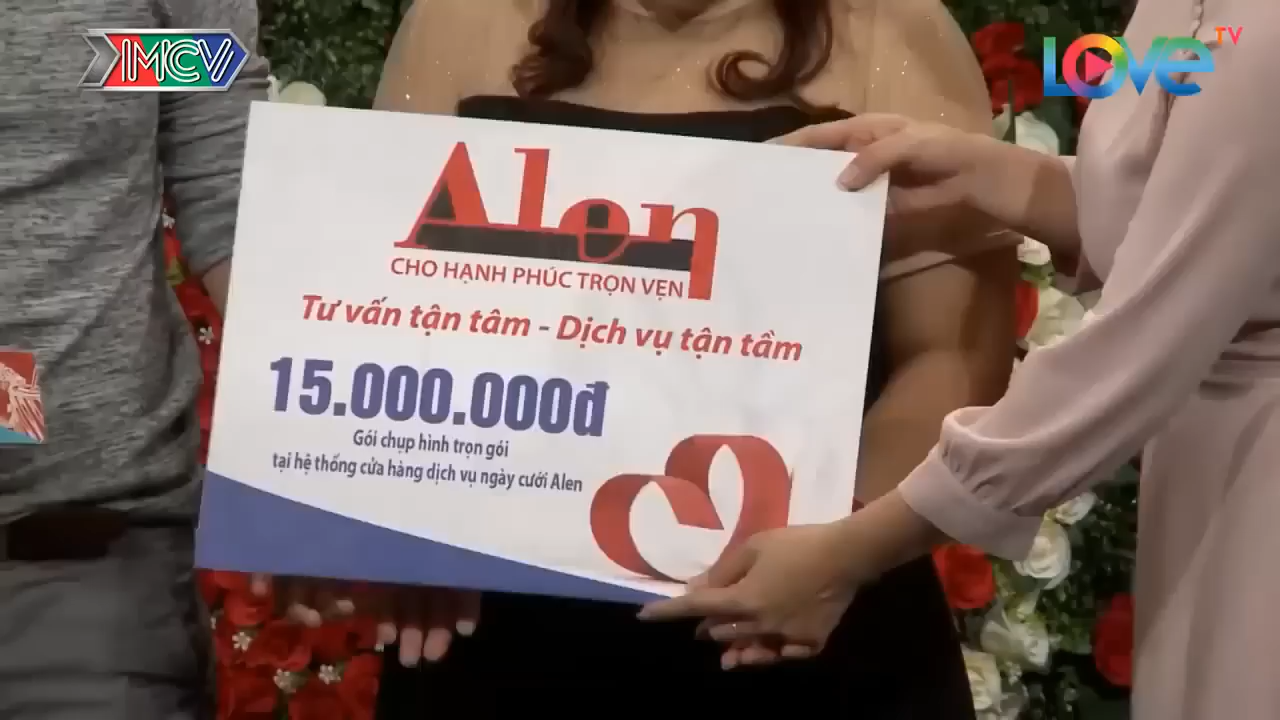 MCV
LOVE TV
Alen
CHO HẠNH PHÚC TRỌN VẸN
Tư vấn tận tâm - Dịch vụ tận tầm
15.000.000đ
Gói chụp hình trọn gói
tại hệ thống cửa hàng dịch vụ ngày cưới Alen